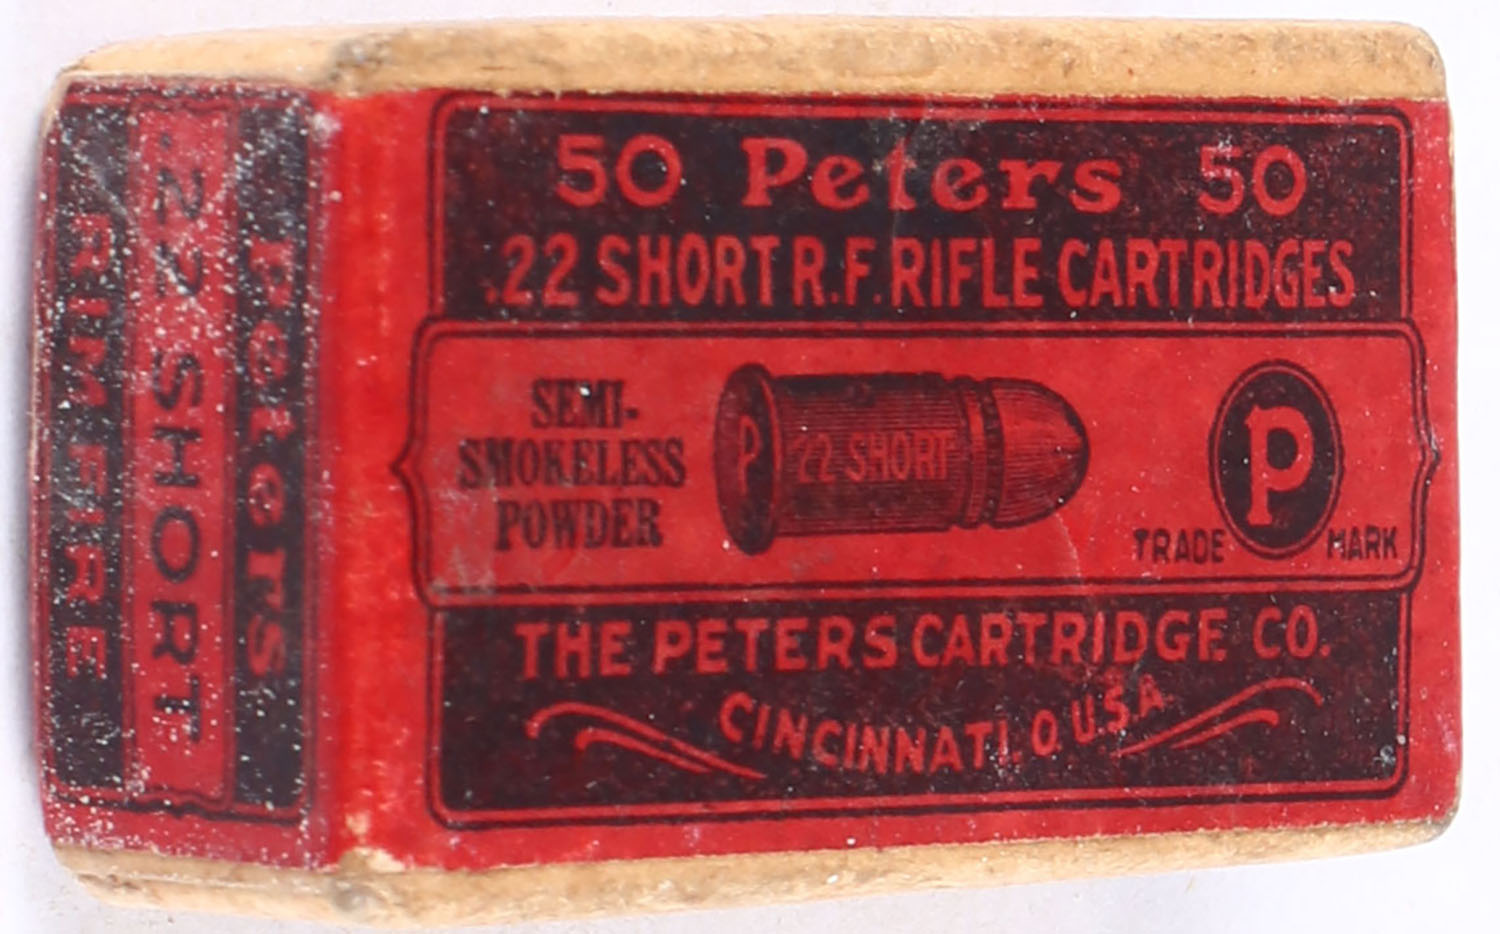 50 Peters 50
.22 SHORT R.F. RIFLE CARTRIDGES
SEMI-
SMOKELESS
POWDER
P
22 SHORT
P
TRADE MARK
THE PETERS CARTRIDGE CO.
CINCINNATI. O. U.S.A.
Peters
.22 SHORT
RIMFIRE